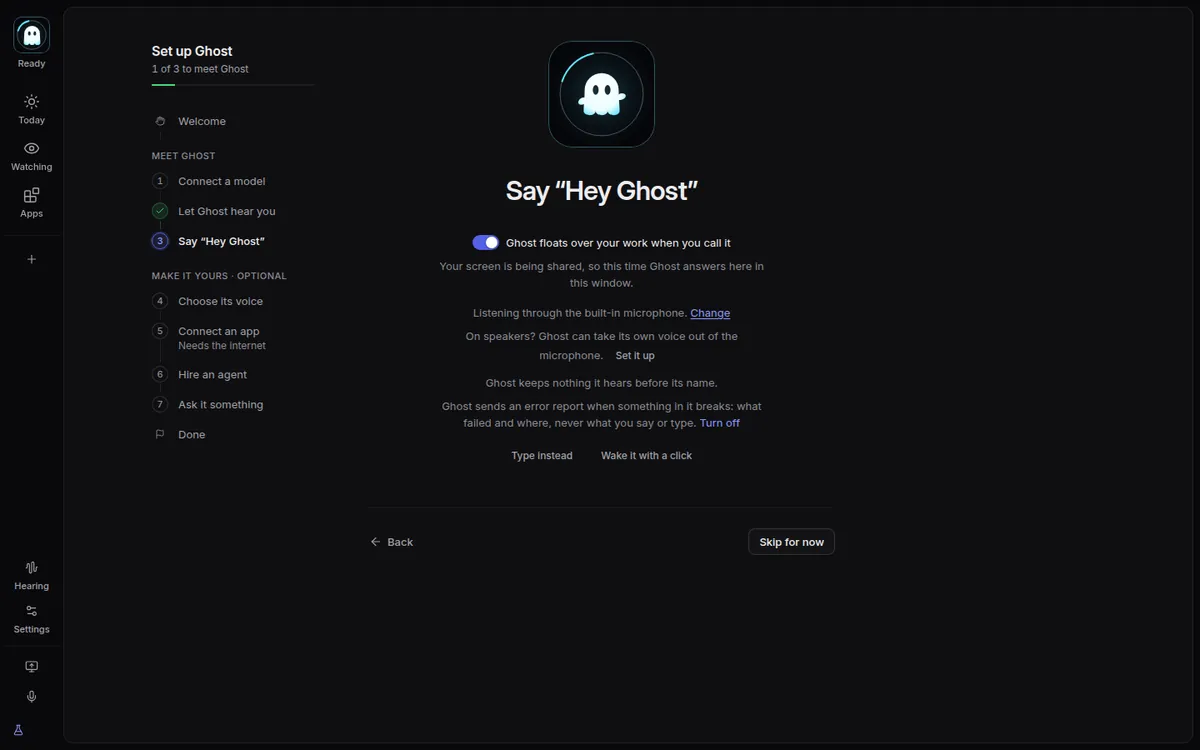 Ready
Today
Watching
Apps
Hearing
Settings
Set up Ghost
1 of 3 to meet Ghost
Welcome
MEET GHOST
1 Connect a model
Let Ghost hear you
3 Say “Hey Ghost”
MAKE IT YOURS · OPTIONAL
4 Choose its voice
5 Connect an app
Needs the internet
6 Hire an agent
7 Ask it something
Done
Say “Hey Ghost”
Ghost floats over your work when you call it
Your screen is being shared, so this time Ghost answers here in
this window.
Listening through the built-in microphone. Change
On speakers? Ghost can take its own voice out of the
microphone. Set it up
Ghost keeps nothing it hears before its name.
Ghost sends an error report when something in it breaks: what
failed and where, never what you say or type. Turn off
Type instead Wake it with a click
Back Skip for now